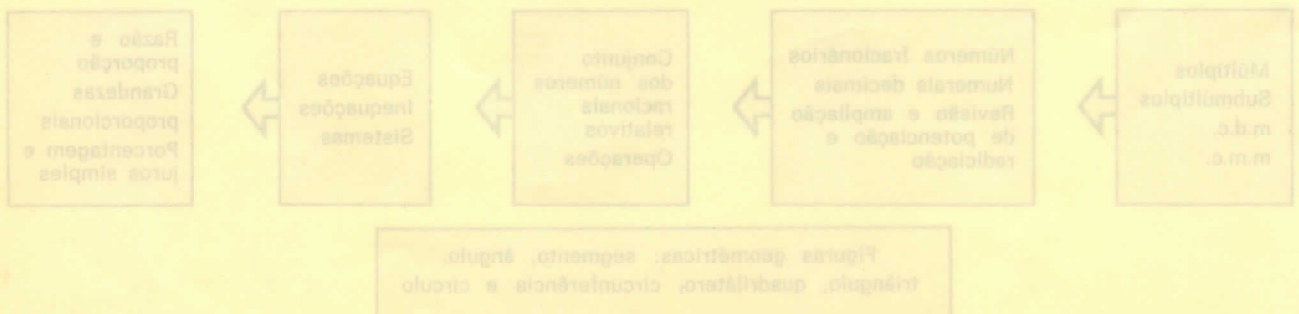 Múltiplos
Submúltiplos
m.d.c.
m.m.c.
Números fracionários
Numerais decimais
Revisão e ampliação
de potenciação e
radiciação
Conjunto
dos números
racionais
relativos
Operações
Equações
Inequações
Sistemas
Razão e
proporção
Grandezas
proporcionais
Porcentagem e
juros simples
Figuras geométricas: segmento, ângulo,
triângulo, quadrilátero, circunferência e círculo